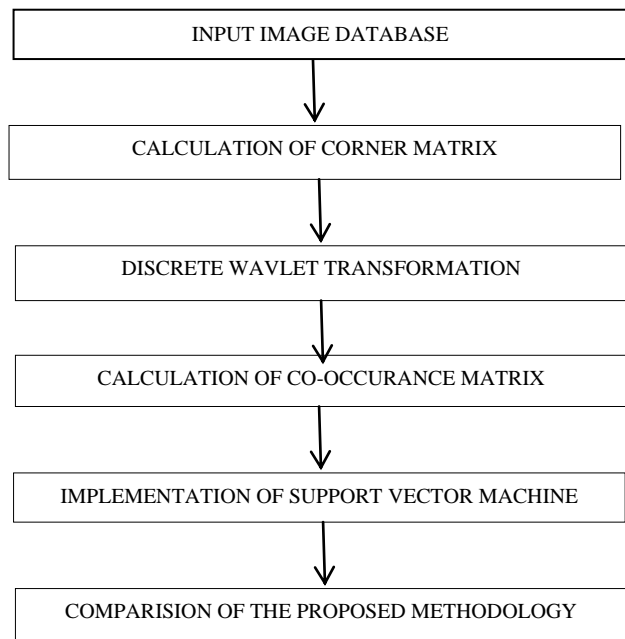 INPUT IMAGE DATABASE
CALCULATION OF CORNER MATRIX
DISCRETE WAVLET TRANSFORMATION
CALCULATION OF CO-OCCURANCE MATRIX
IMPLEMENTATION OF SUPPORT VECTOR MACHINE
COMPARISION OF THE PROPOSED METHODOLOGY